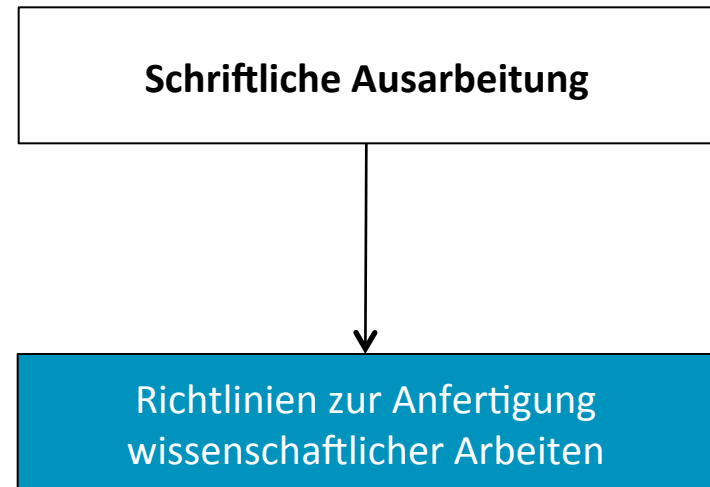 Schriftliche Ausarbeitung
Richtlinien zur Anfertigung
wissenschaftlicher Arbeiten